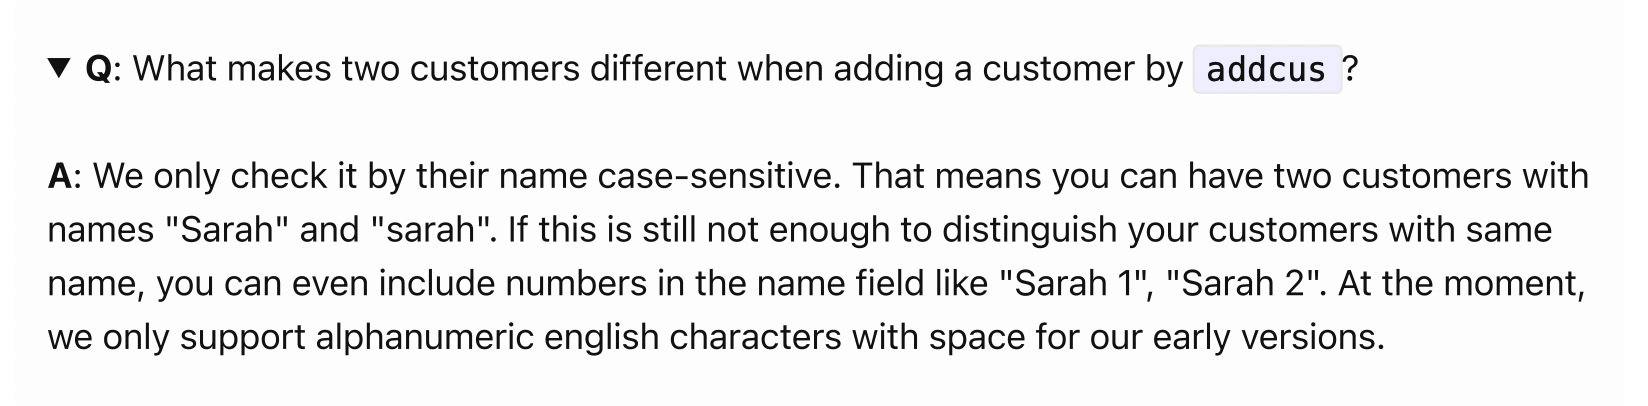 ▼ Q: What makes two customers different when adding a customer by addcus?
A: We only check it by their name case-sensitive. That means you can have two customers with
names "Sarah" and "sarah". If this is still not enough to distinguish your customers with same
name, you can even include numbers in the name field like "Sarah 1", "Sarah 2". At the moment,
we only support alphanumeric english characters with space for our early versions.